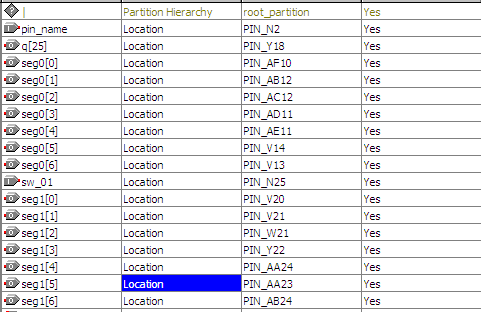 | Partition Hierarchy root_partition Yes
pin_name Location PIN_N2 Yes
q[25] Location PIN_Y18 Yes
seg0[0] Location PIN_AF10 Yes
seg0[1] Location PIN_AB12 Yes
seg0[2] Location PIN_AC12 Yes
seg0[3] Location PIN_AD11 Yes
seg0[4] Location PIN_AE11 Yes
seg0[5] Location PIN_V14 Yes
seg0[6] Location PIN_V13 Yes
sw_01 Location PIN_N25 Yes
seg1[0] Location PIN_V20 Yes
seg1[1] Location PIN_V21 Yes
seg1[2] Location PIN_W21 Yes
seg1[3] Location PIN_Y22 Yes
seg1[4] Location PIN_AA24 Yes
seg1[5] Location PIN_AA23 Yes
seg1[6] Location PIN_AB24 Yes